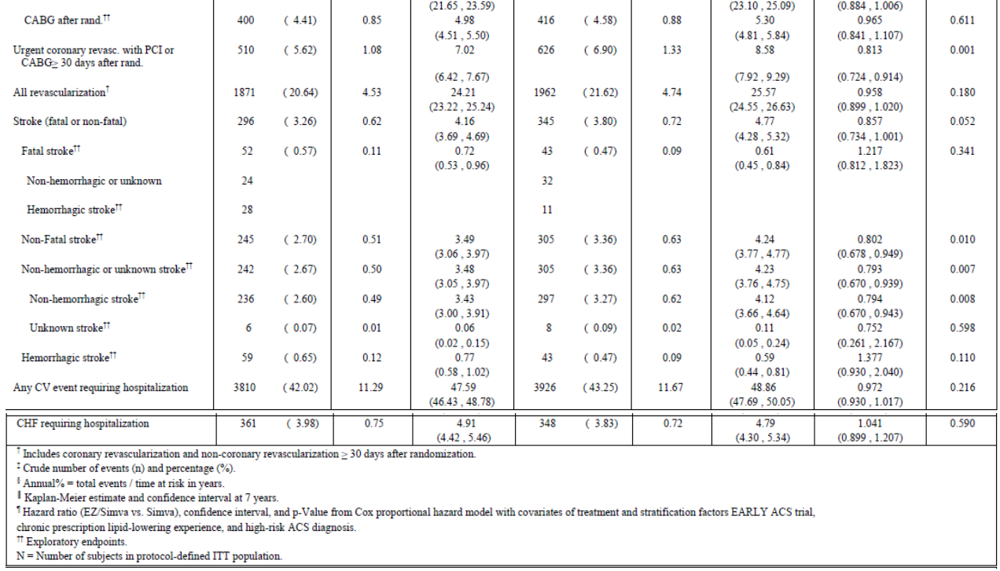 (21.65 , 23.59) (23.10 , 25.09) (0.884 , 1.006)
CABG after rand.†† 400 ( 4.41) 0.85 4.98 416 ( 4.58) 0.88 5.30 0.965 0.611
(4.51 , 5.50) (4.81 , 5.84) (0.841 , 1.107)
Urgent coronary revasc. with PCI or 510 ( 5.62) 1.08 7.02 626 ( 6.90) 1.33 8.58 0.813 0.001
CABG≥ 30 days after rand.
(6.42 , 7.67) (7.92 , 9.29) (0.724 , 0.914)
All revascularization† 1871 ( 20.64) 4.53 24.21 1962 ( 21.62) 4.74 25.57 0.958 0.180
(23.22 , 25.24) (24.55 , 26.63) (0.899 , 1.020)
Stroke (fatal or non-fatal) 296 ( 3.26) 0.62 4.16 345 ( 3.80) 0.72 4.77 0.857 0.052
(3.69 , 4.69) (4.28 , 5.32) (0.734 , 1.001)
Fatal stroke†† 52 ( 0.57) 0.11 0.72 43 ( 0.47) 0.09 0.61 1.217 0.341
(0.53 , 0.96) (0.45 , 0.84) (0.812 , 1.823)
Non-hemorrhagic or unknown 24 32
Hemorrhagic stroke†† 28 11
Non-Fatal stroke†† 245 ( 2.70) 0.51 3.49 305 ( 3.36) 0.63 4.24 0.802 0.010
(3.06 , 3.97) (3.77 , 4.77) (0.678 , 0.949)
Non-hemorrhagic or unknown stroke†† 242 ( 2.67) 0.50 3.48 305 ( 3.36) 0.63 4.23 0.793 0.007
(3.05 , 3.97) (3.76 , 4.75) (0.670 , 0.939)
Non-hemorrhagic stroke†† 236 ( 2.60) 0.49 3.43 297 ( 3.27) 0.62 4.12 0.794 0.008
(3.00 , 3.91) (3.66 , 4.64) (0.670 , 0.943)
Unknown stroke†† 6 ( 0.07) 0.01 0.06 8 ( 0.09) 0.02 0.11 0.752 0.598
(0.02 , 0.15) (0.05 , 0.24) (0.261 , 2.167)
Hemorrhagic stroke†† 59 ( 0.65) 0.12 0.77 43 ( 0.47) 0.09 0.59 1.377 0.110
(0.58 , 1.02) (0.44 , 0.81) (0.930 , 2.040)
Any CV event requiring hospitalization 3810 ( 42.02) 11.29 47.59 3926 ( 43.25) 11.67 48.86 0.972 0.216
(46.43 , 48.78) (47.69 , 50.05) (0.930 , 1.017)
CHF requiring hospitalization 361 ( 3.98) 0.75 4.91 348 ( 3.83) 0.72 4.79 1.041 0.590
(4.42 , 5.46) (4.30 , 5.34) (0.899 , 1.207)
† Includes coronary revascularization and non-coronary revascularization ≥ 30 days after randomization.
‡ Crude number of events (n) and percentage (%).
§ Annual% = total events / time at risk in years.
‖ Kaplan-Meier estimate and confidence interval at 7 years.
¶ Hazard ratio (EZ/Simva vs. Simva), confidence interval, and p-Value from Cox proportional hazard model with covariates of treatment and stratification factors EARLY ACS trial,
chronic prescription lipid-lowering experience, and high-risk ACS diagnosis.
†† Exploratory endpoints.
N = Number of subjects in protocol-defined ITT population.